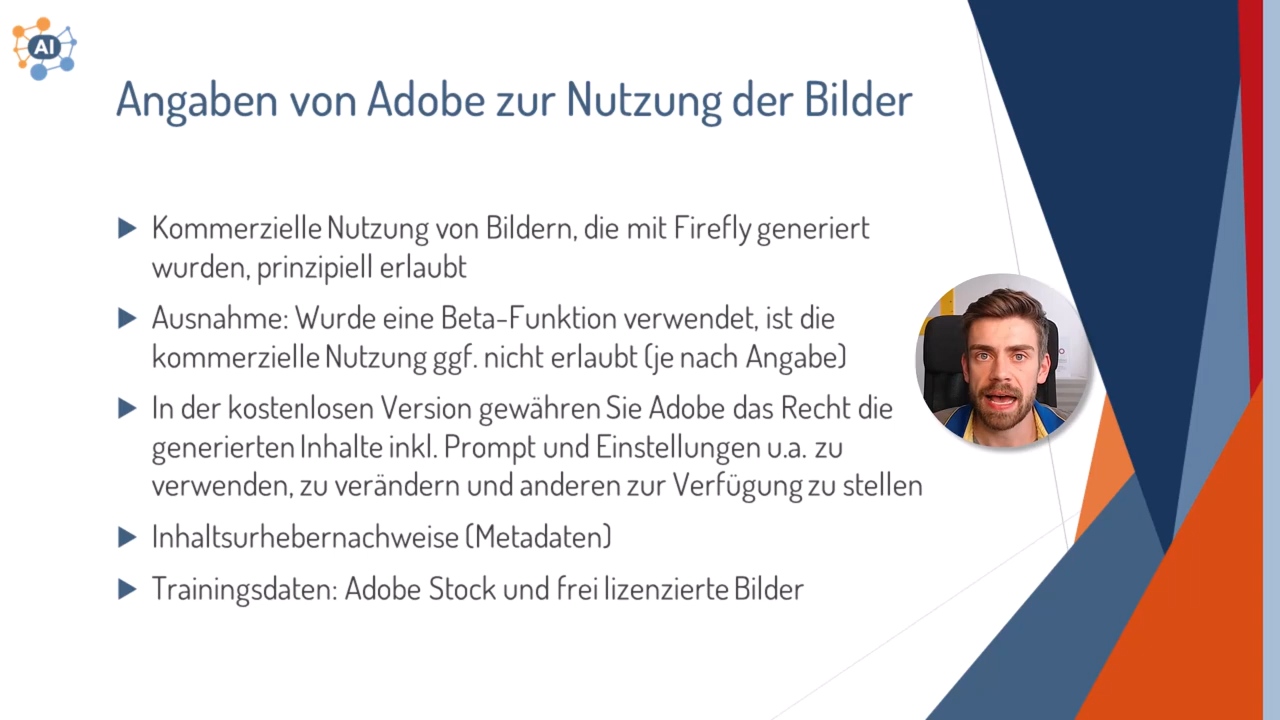 AI
Angaben von Adobe zur Nutzung der Bilder
Kommerzielle Nutzung von Bildern, die mit Firefly generiert
wurden, prinzipiell erlaubt
Ausnahme: Wurde eine Beta-Funktion verwendet, ist die
kommerzielle Nutzung ggf. nicht erlaubt (je nach Angabe)
In der kostenlosen Version gewähren Sie Adobe das Recht die
generierten Inhalte inkl. Prompt und Einstellungen u.a. zu
verwenden, zu verändern und anderen zur Verfügung zu stellen
Inhaltsurhebernachweise (Metadaten)
Trainingsdaten: Adobe Stock und frei lizenzierte Bilder